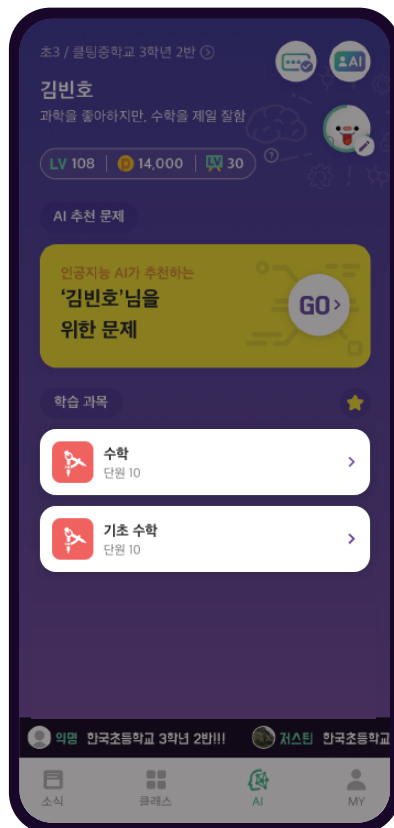 초3 / 클팅중학교 3학년 2반
AI
김빈호
과학을 좋아하지만, 수학을 제일 잘함
LV 108 | 14,000 | LV 30 ?
AI 추천 문제
인공지능 AI가 추천하는
‘김빈호’님을
위한 문제
GO
학습 과목
수학
단원 10
기초 수학
단원 10
익명 한국초등학교 3학년 2반!!! 저스틴 한국초등학교
소식 클래스 AI MY